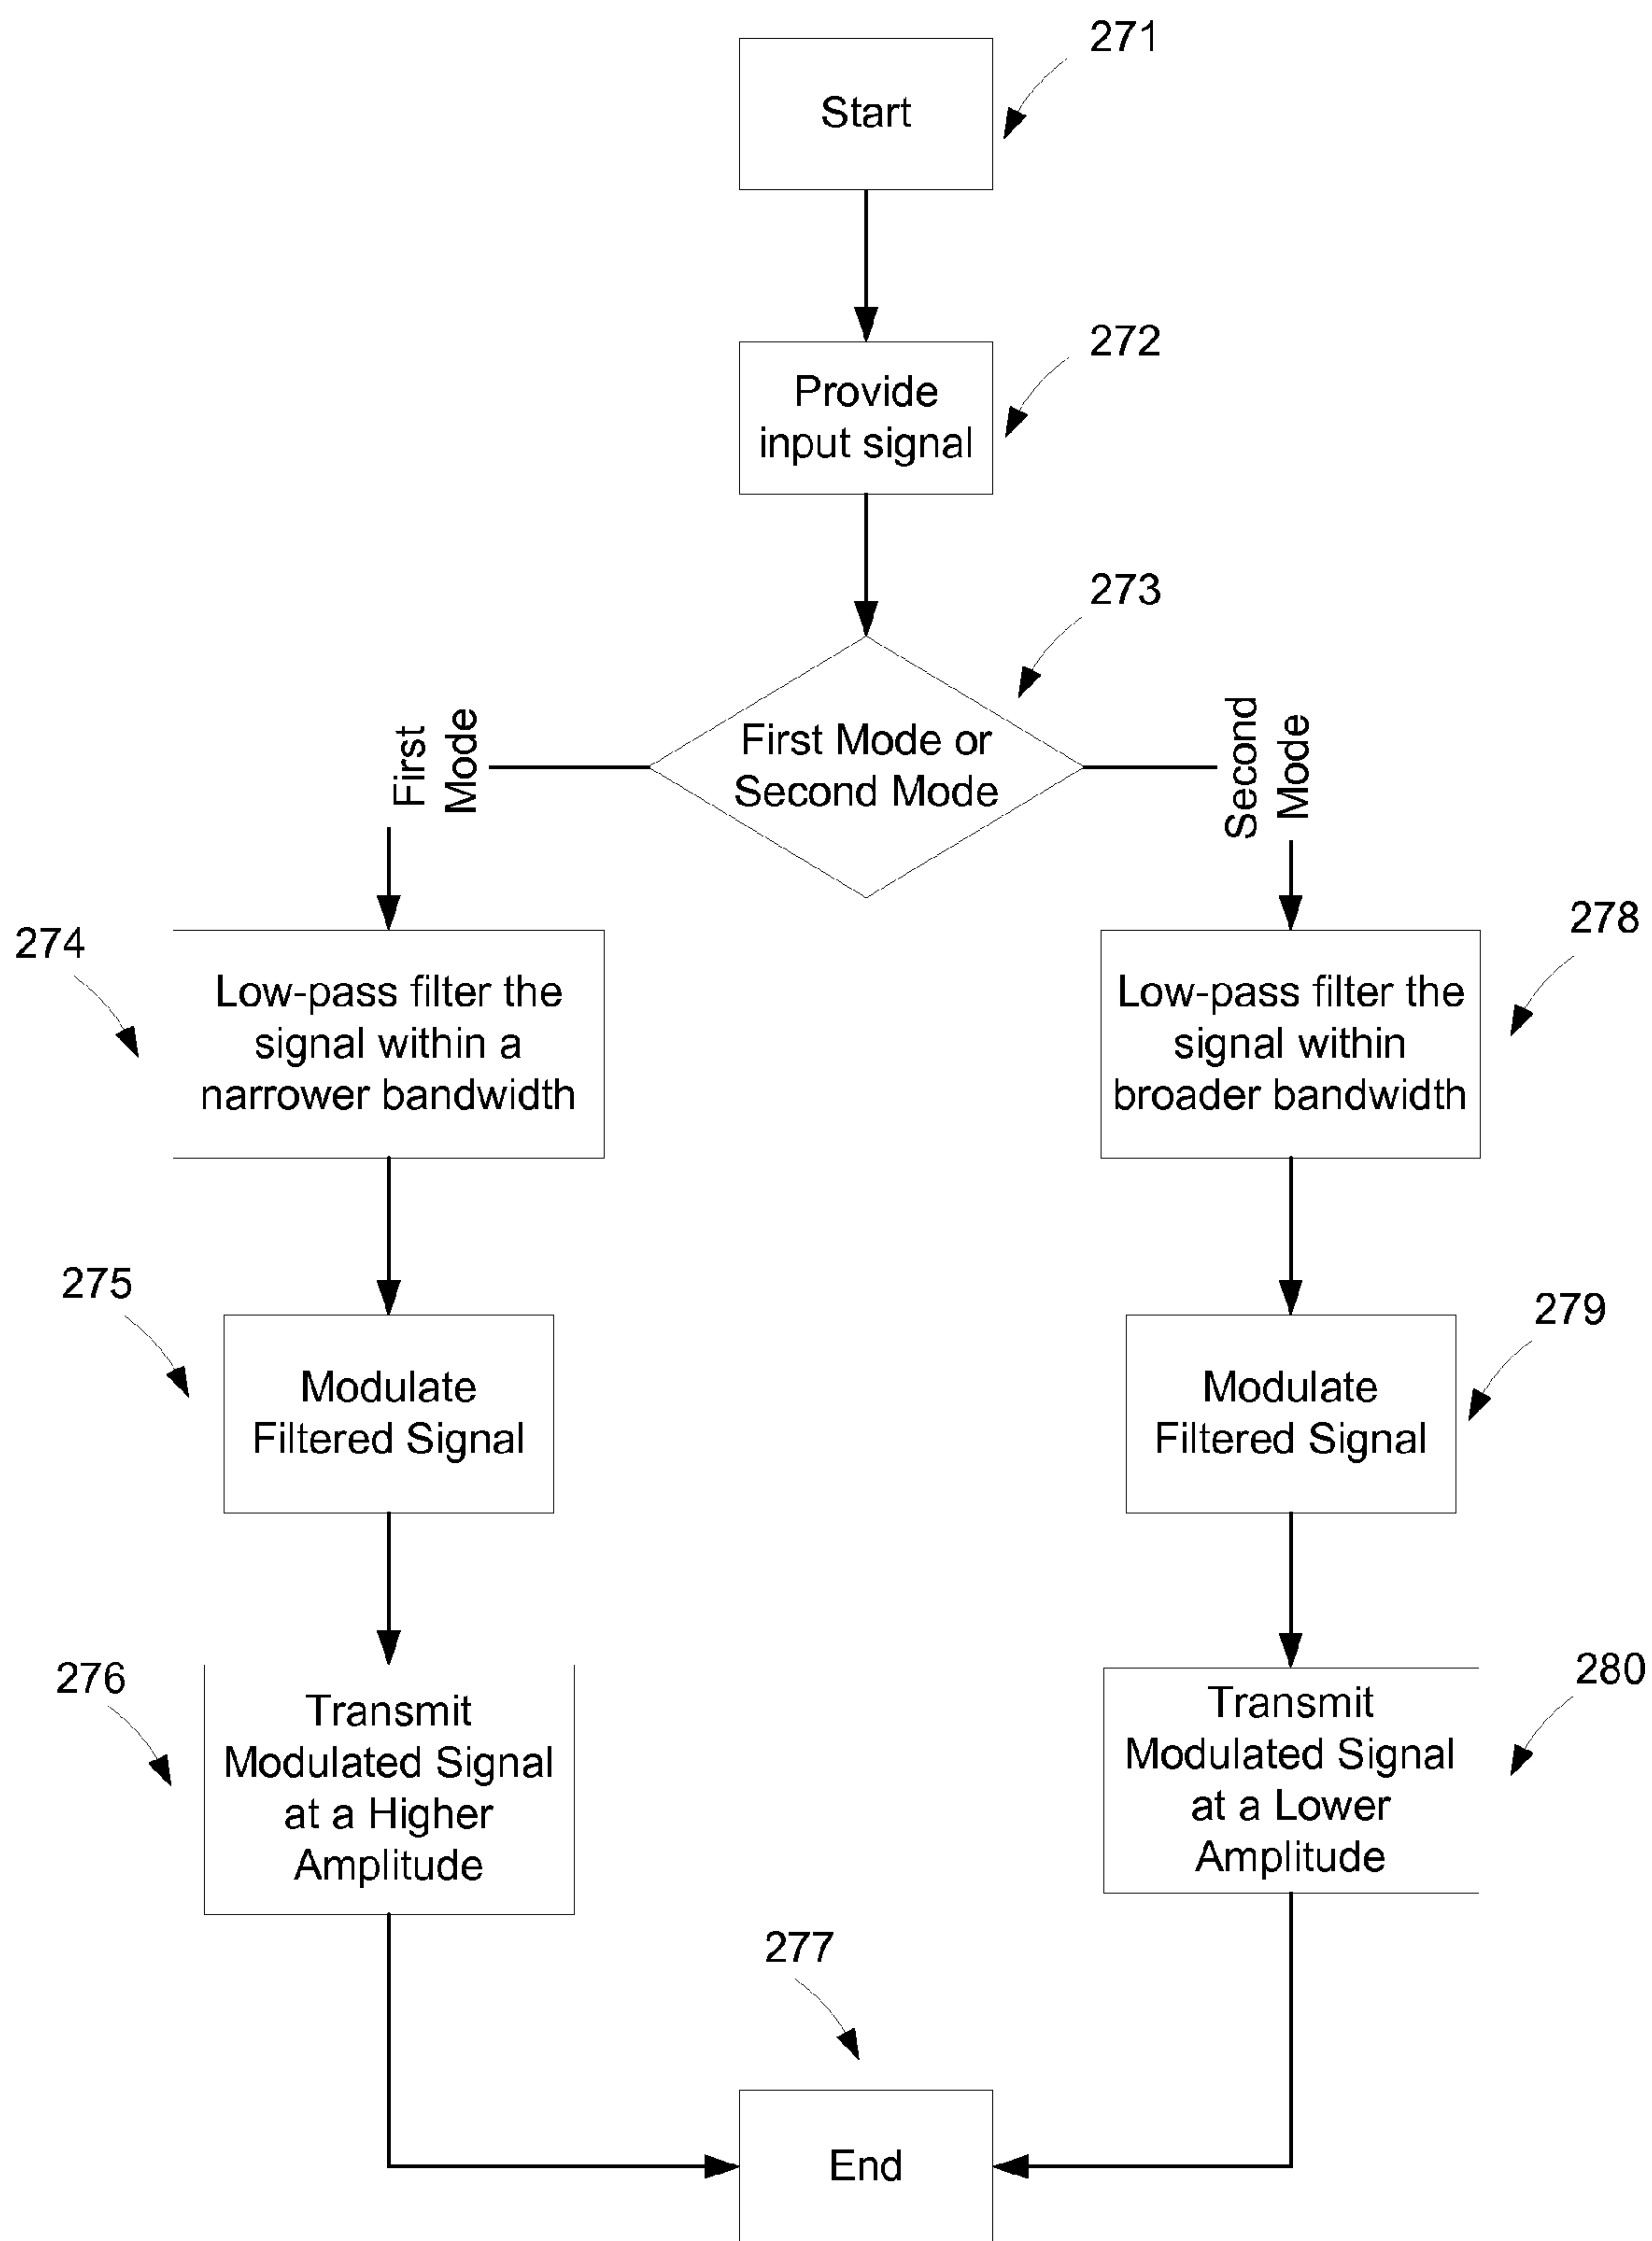 271
Start
272
Provide
input signal
273
First Mode or
Second Mode
First
Mode
Second
Mode
274
Low-pass filter the
signal within a
narrower bandwidth
278
Low-pass filter the
signal within
broader bandwidth
275
Modulate
Filtered Signal
279
Modulate
Filtered Signal
276
Transmit
Modulated Signal
at a Higher
Amplitude
280
Transmit
Modulated Signal
at a Lower
Amplitude
277
End